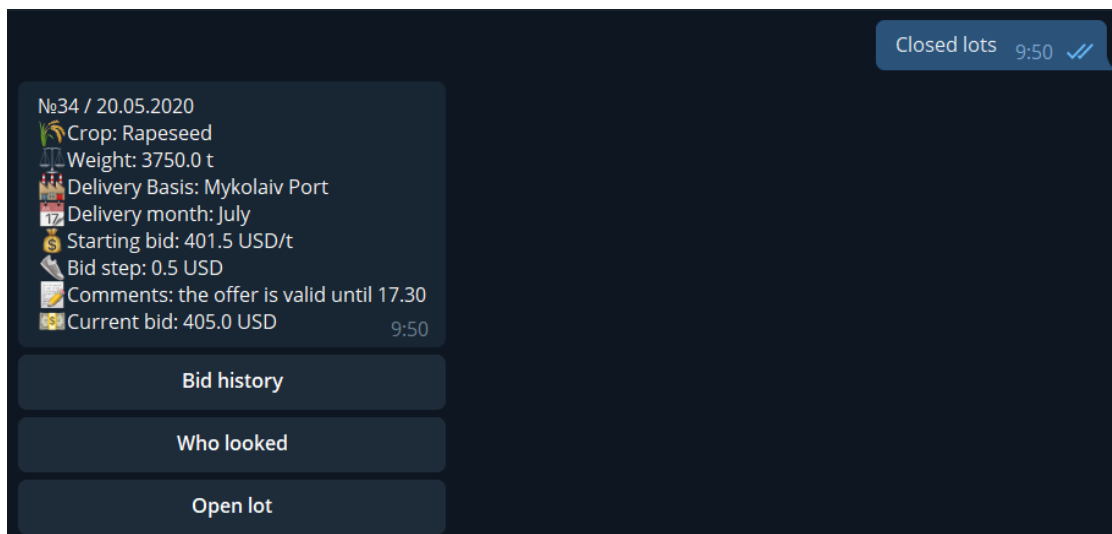 Closed lots 9:50
№34 / 20.05.2020
Crop: Rapeseed
Weight: 3750.0 t
Delivery Basis: Mykolaiv Port
Delivery month: July
Starting bid: 401.5 USD/t
Bid step: 0.5 USD
Comments: the offer is valid until 17.30
Current bid: 405.0 USD 9:50
Bid history
Who looked
Open lot